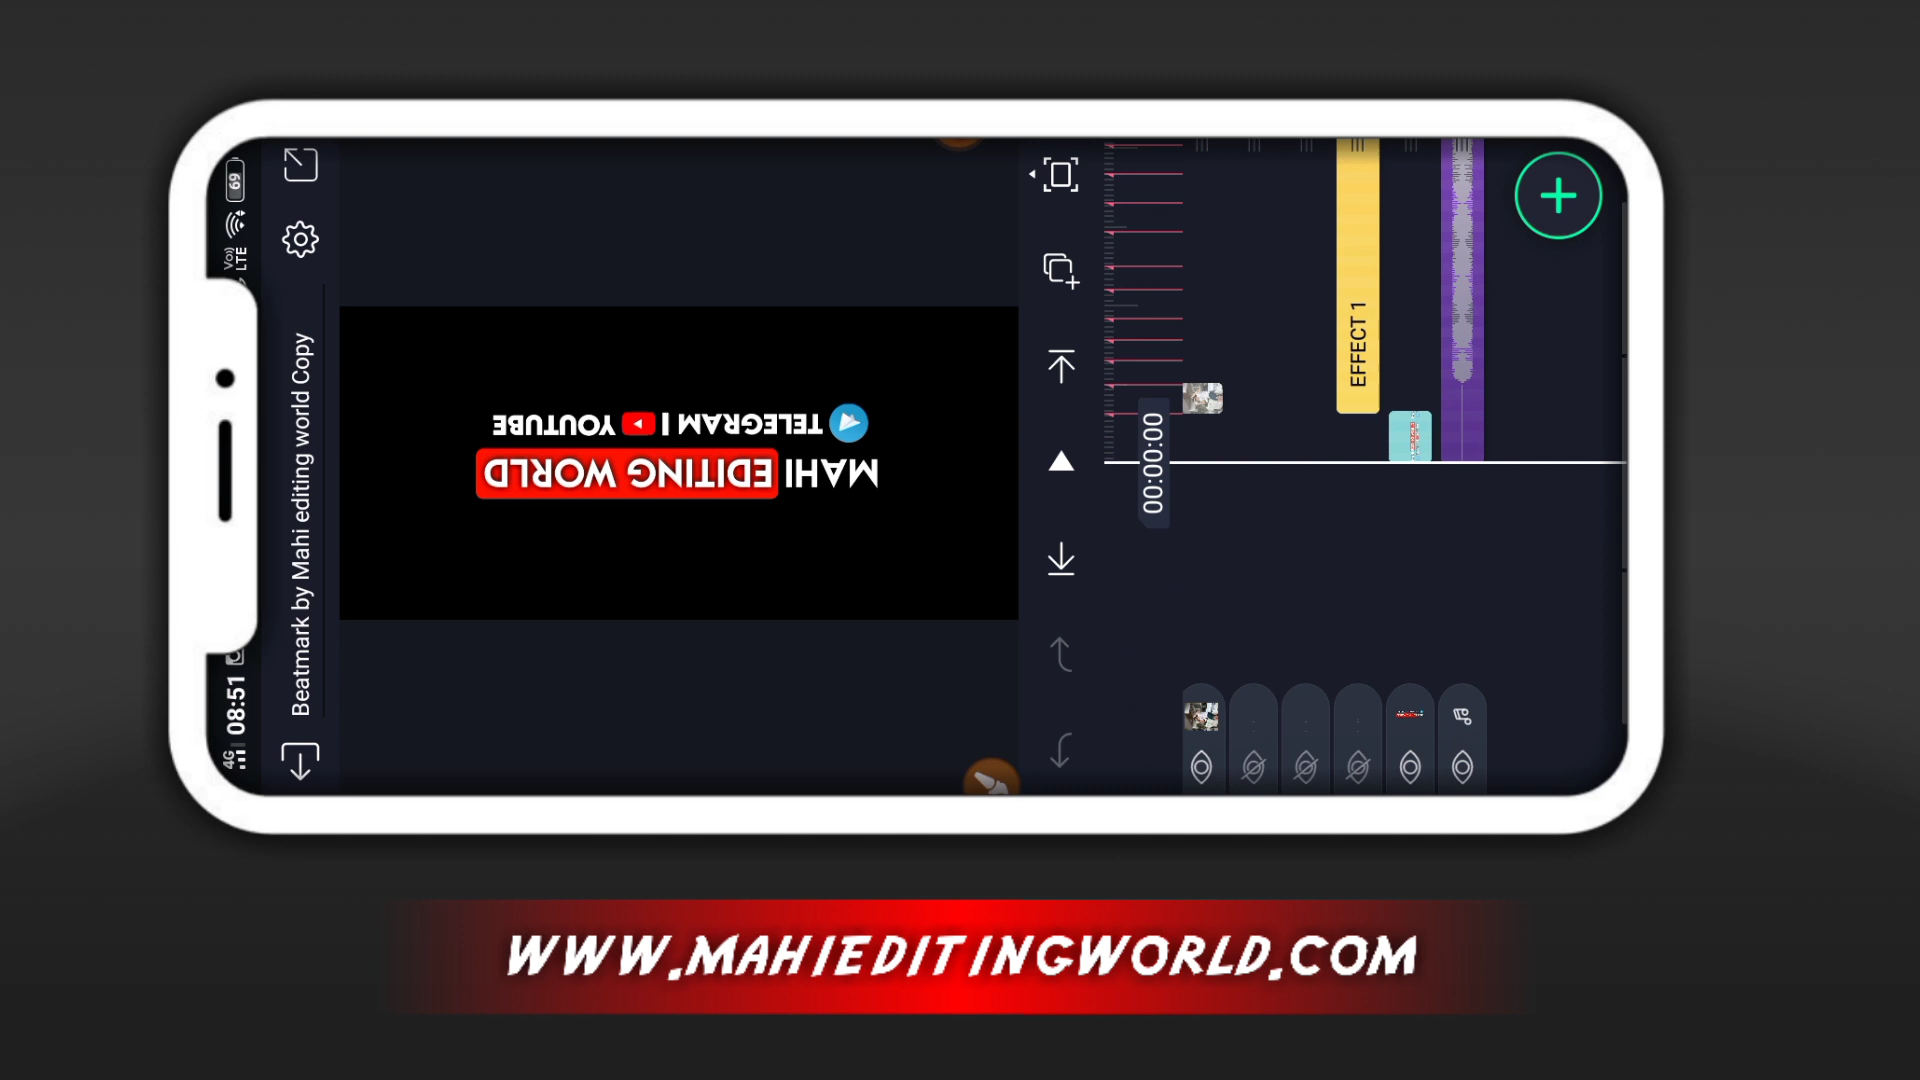 4G 08:51
Vo) LTE
69
Beatmark by Mahi editing world Copy
MAHI EDITING WORLD
TELEGRAM | YOUTUBE
00:00:00
EFFECT 1
WWW.MAHIEDITINGWORLD.COM